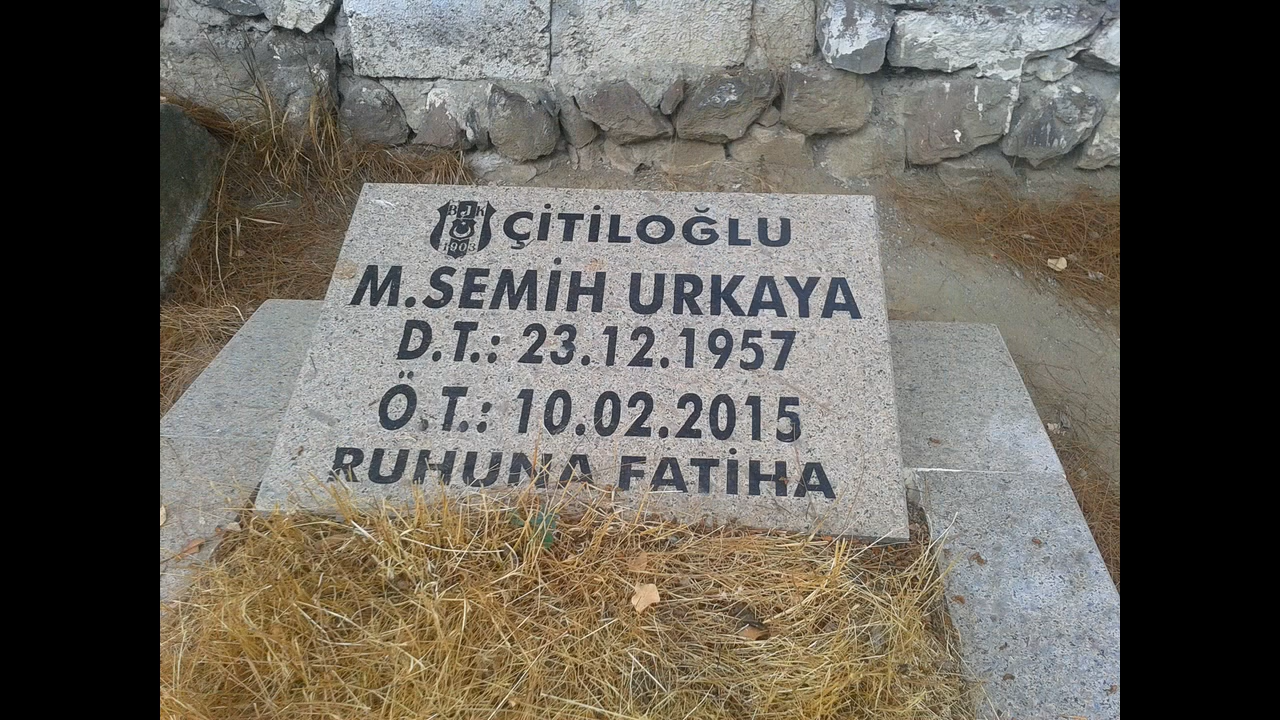 BJK 1903 ÇİTİLOĞLU
M.SEMİH URKAYA
D.T.: 23.12.1957
Ö.T.: 10.02.2015
RUHUNA FATİHA